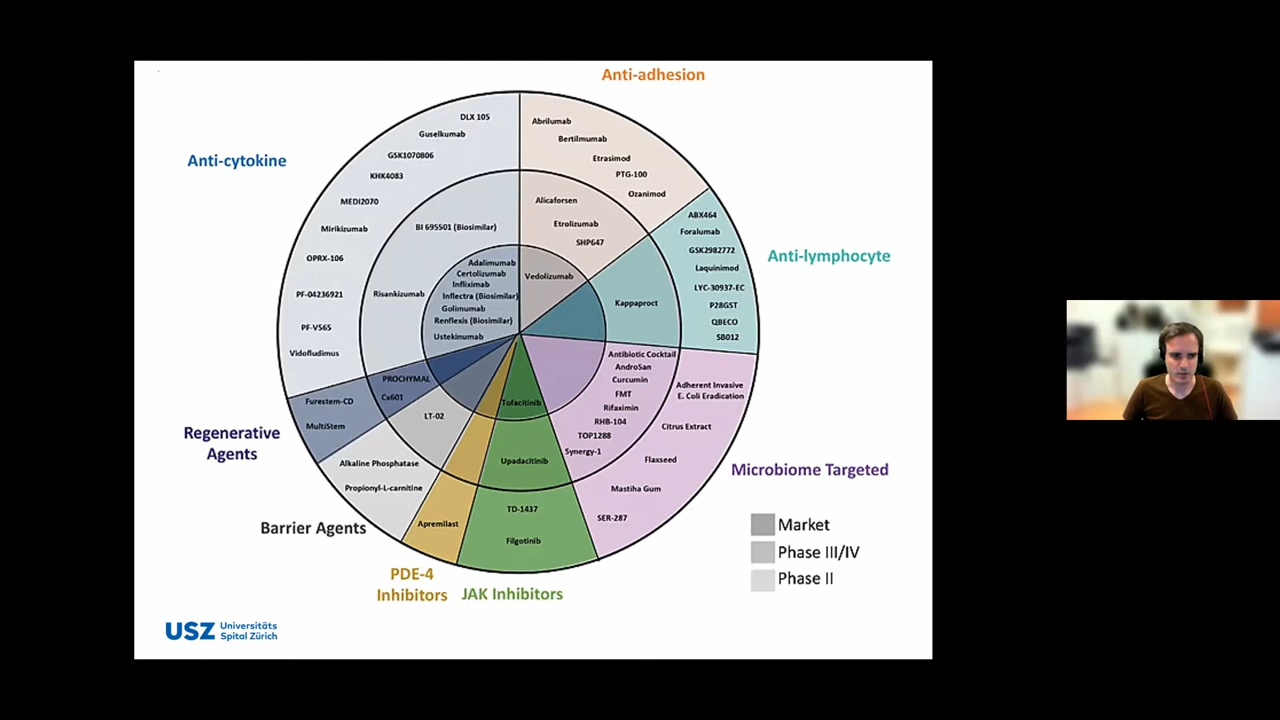 Anti-adhesion
Anti-cytokine
DLX 105
Guselkumab
GSK1070806
KHK4083
MEDI2070
Mirikizumab
OPRX-106
PF-04236921
PF-V565
Vidofludimus
BI 695501 (Biosimilar)
Risankizumab
Adalimumab
Certolizumab
Infliximab
Inflectra (Biosimilar)
Golimumab
Renflexis (Biosimilar)
Ustekinumab
Abrilumab
Bertilmumab
Etrasimod
PTG-100
Ozanimod
Alicaforsen
Etrolizumab
SHP647
Vedolizumab
Anti-lymphocyte
ABX464
Foralumab
GSK2982772
Laquinimod
LYC-30937-EC
P28GST
QBECO
SB012
Kappaproct
Microbiome Targeted
Antibiotic Cocktail
AndroSan
Curcumin
FMT
Rifaximin
RHB-104
TOP1288
Synergy-1
Adherent Invasive
E. Coli Eradication
Citrus Extract
Flaxseed
Mastiha Gum
SER-287
JAK Inhibitors
Tofacitinib
Upadacitinib
TD-1437
Filgotinib
PDE-4
Inhibitors
Apremilast
Barrier Agents
LT-02
Alkaline Phosphatase
Propionyl-L-carnitine
Regenerative
Agents
PROCHYMAL
Cx601
Furestem-CD
MultiStem
Market
Phase III/IV
Phase II
USZ Universitäts
Spital Zürich